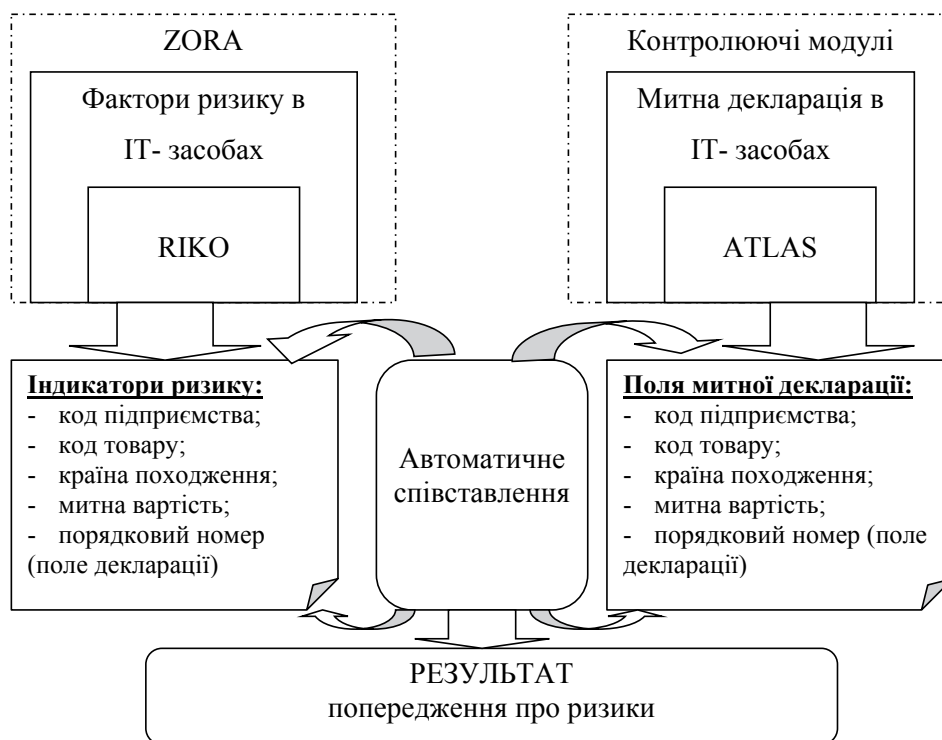 ZORA
Фактори ризику в
ІТ- засобах
RIKO
Контролюючі модулі
Митна декларація в
ІТ- засобах
ATLAS
Індикатори ризику:
- код підприємства;
- код товару;
- країна походження;
- митна вартість;
- порядковий номер
(поле декларації)
Автоматичне
співставлення
Поля митної декларації:
- код підприємства;
- код товару;
- країна походження;
- митна вартість;
- порядковий номер (поле
декларації)
РЕЗУЛЬТАТ
попередження про ризики